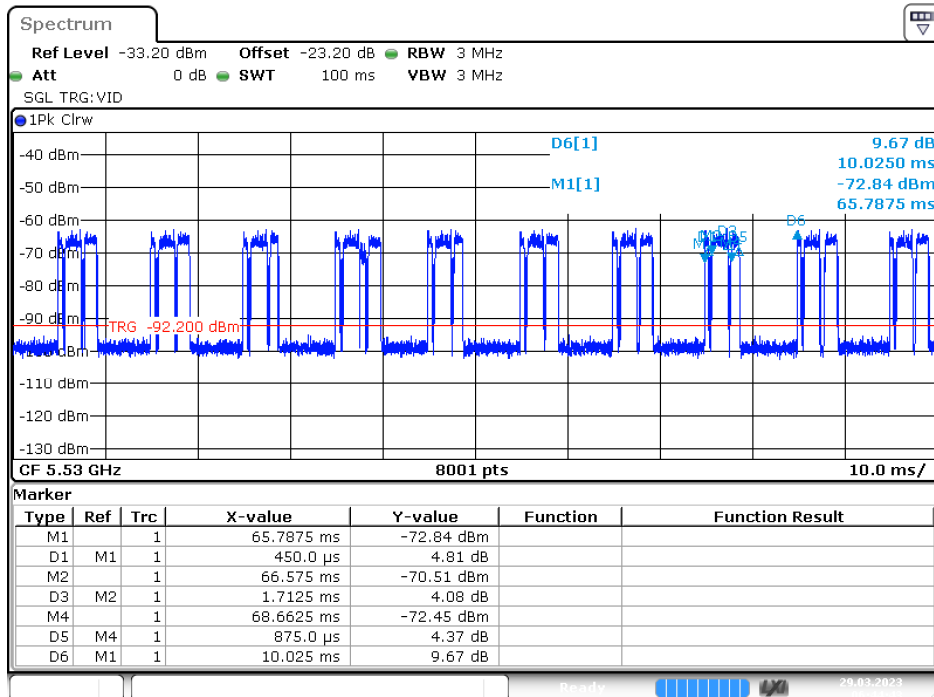 Spectrum
Ref Level -33.20 dBm Offset -23.20 dB RBW 3 MHz
Att 0 dB SWT 100 ms VBW 3 MHz
SGL TRG:VID
1Pk Clrw
D6[1] 9.67 dB
10.0250 ms
M1[1] -72.84 dBm
65.7875 ms
-40 dBm
-50 dBm
-60 dBm
D6
-70 dBm
-80 dBm
-90 dBm
TRG -92.200 dBm
-110 dBm
-120 dBm
-130 dBm
CF 5.53 GHz 8001 pts 10.0 ms/
Marker
Type Ref Trc X-value Y-value Function Function Result
M1 1 65.7875 ms -72.84 dBm
D1 M1 1 450.0 µs 4.81 dB
M2 1 66.575 ms -70.51 dBm
D3 M2 1 1.7125 ms 4.08 dB
M4 1 68.6625 ms -72.45 dBm
D5 M4 1 875.0 µs 4.37 dB
D6 M1 1 10.025 ms 9.67 dB
Ready LXI 29.03.2023